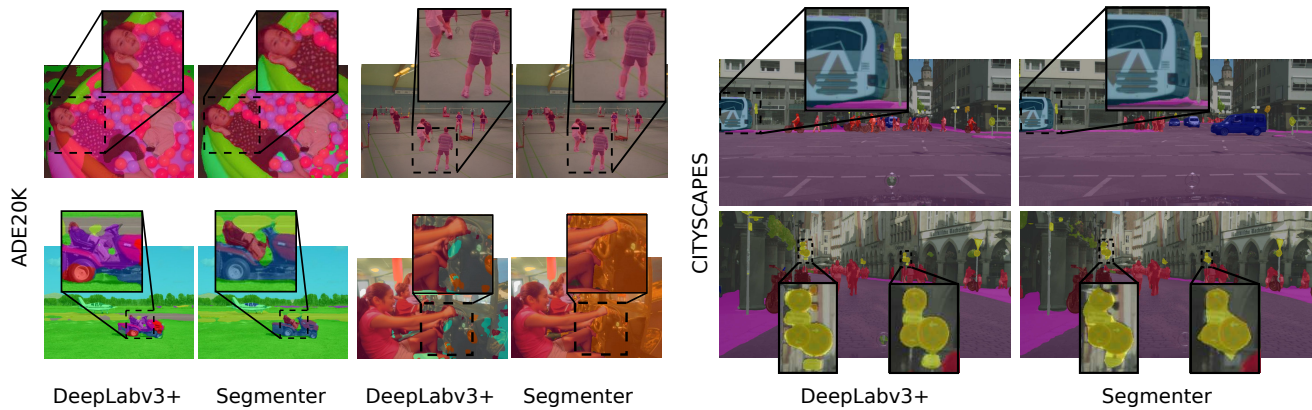 ADE20K
DeepLabv3+ Segmenter DeepLabv3+ Segmenter
CITYSCAPES
DeepLabv3+ Segmenter